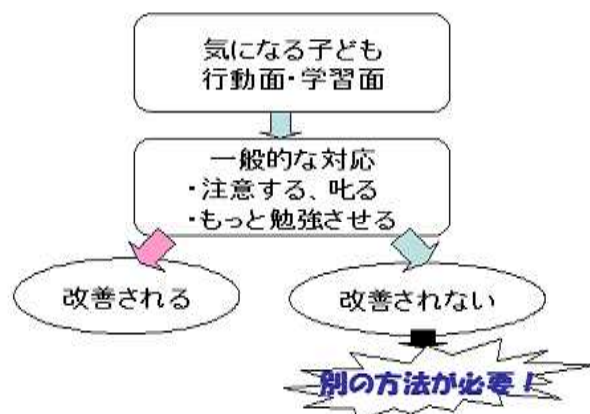 気になる子ども
行動面・学習面
一般的な対応
・注意する、叱る
・もっと勉強させる
改善される
改善されない
別の方法が必要！